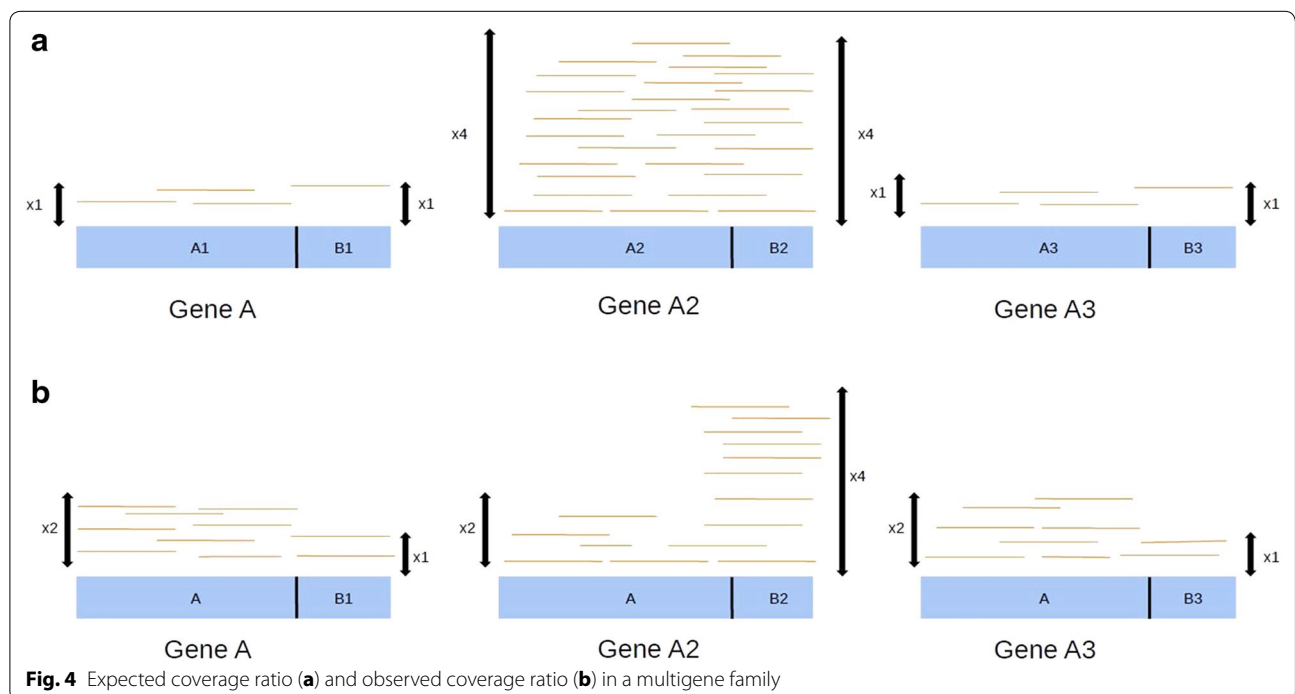 a
x1 x1 x4 x4 x1 x1
A1 B1 A2 B2 A3 B3
Gene A Gene A2 Gene A3
b
x2 x1 x2 x4 x2 x1
A B1 A B2 A B3
Gene A Gene A2 Gene A3
Fig. 4 Expected coverage ratio (a) and observed coverage ratio (b) in a multigene family